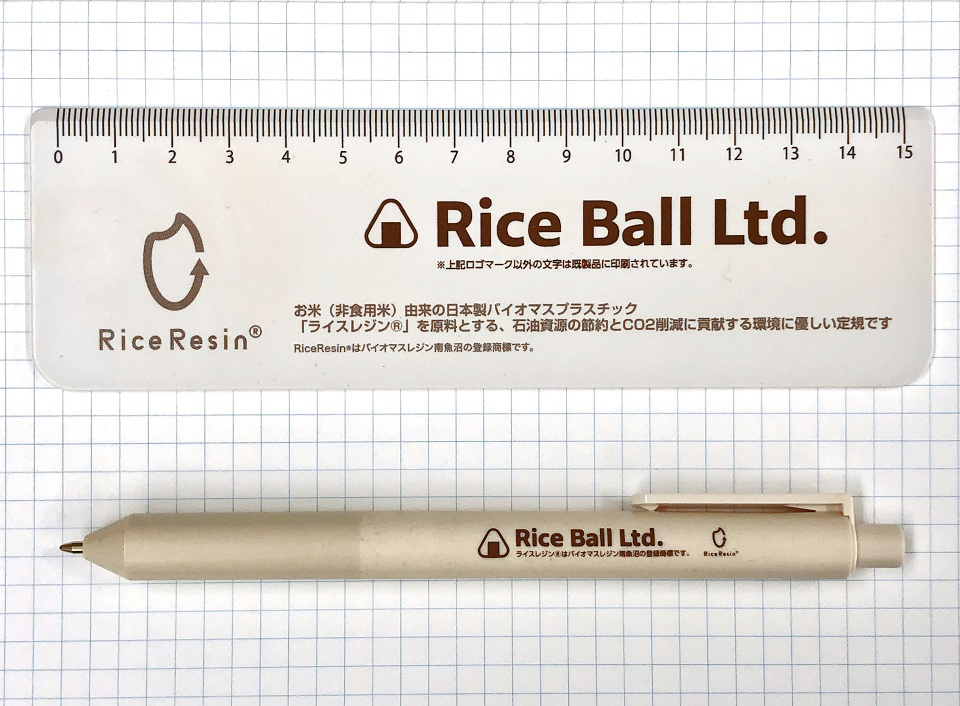 0 1 2 3 4 5 6 7 8 9 10 11 12 13 14 15
Rice Ball Ltd.
※上記ロゴマーク以外の文字は既製品に印刷されています。
RiceResin®
お米（非食用米）由来の日本製バイオマスプラスチック
「ライスレジン®」を原料とする、石油資源の節約とCO2削減に貢献する環境に優しい定規です
RiceResin®はバイオマスレジン南魚沼の登録商標です。
Rice Ball Ltd.
ライスレジン®はバイオマスレジン南魚沼の登録商標です。
RiceResin®